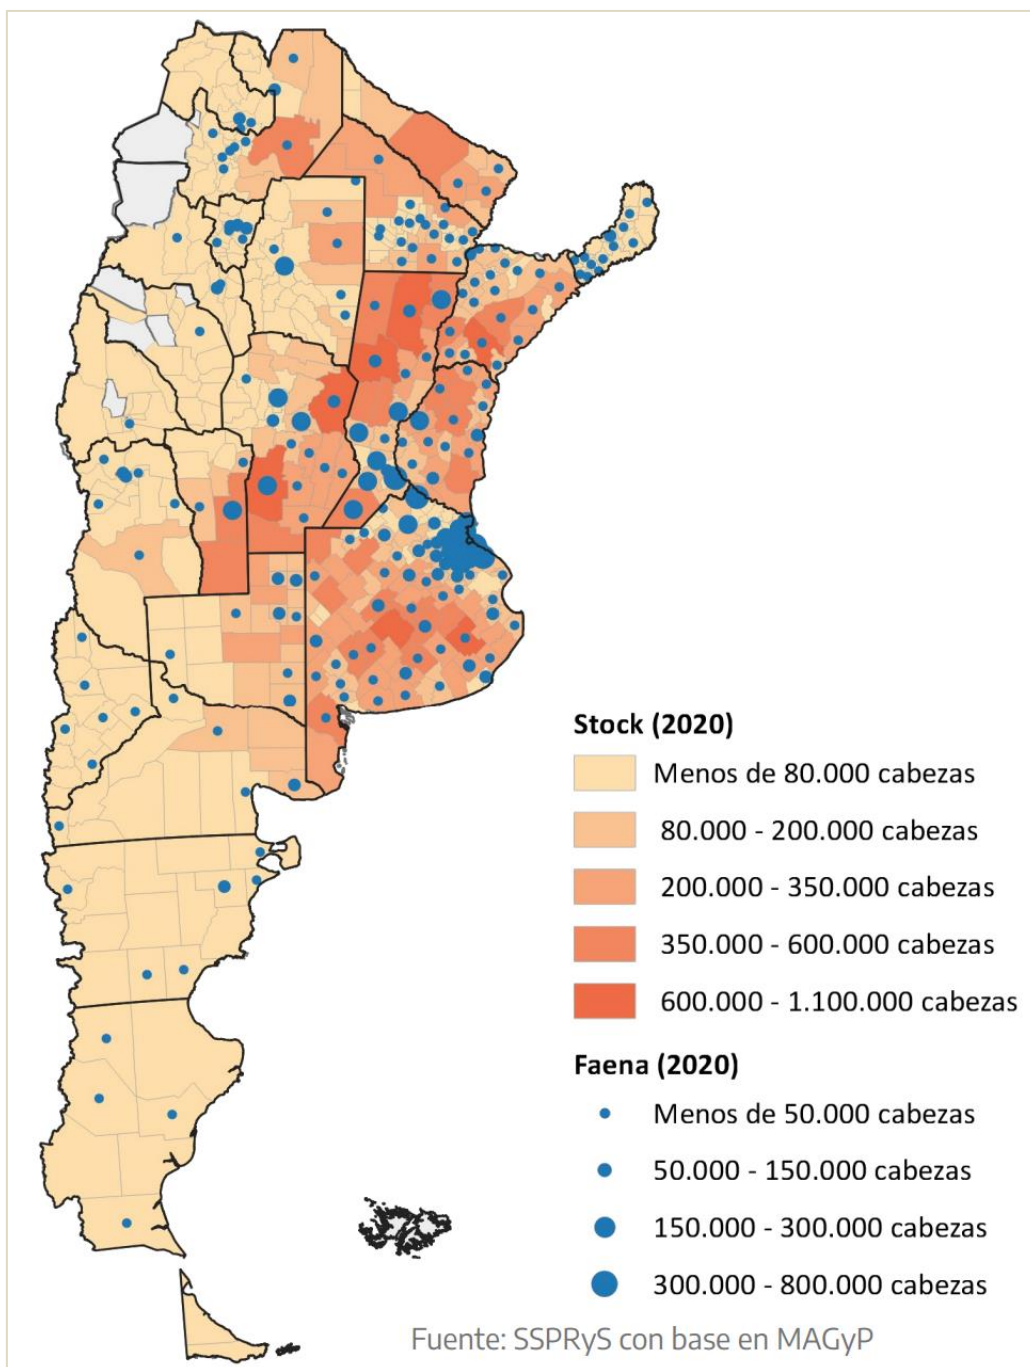 Stock (2020)
Menos de 80.000 cabezas
80.000 - 200.000 cabezas
200.000 - 350.000 cabezas
350.000 - 600.000 cabezas
600.000 - 1.100.000 cabezas
Faena (2020)
Menos de 50.000 cabezas
50.000 - 150.000 cabezas
150.000 - 300.000 cabezas
300.000 - 800.000 cabezas
Fuente: SSPRyS con base en MAGyP